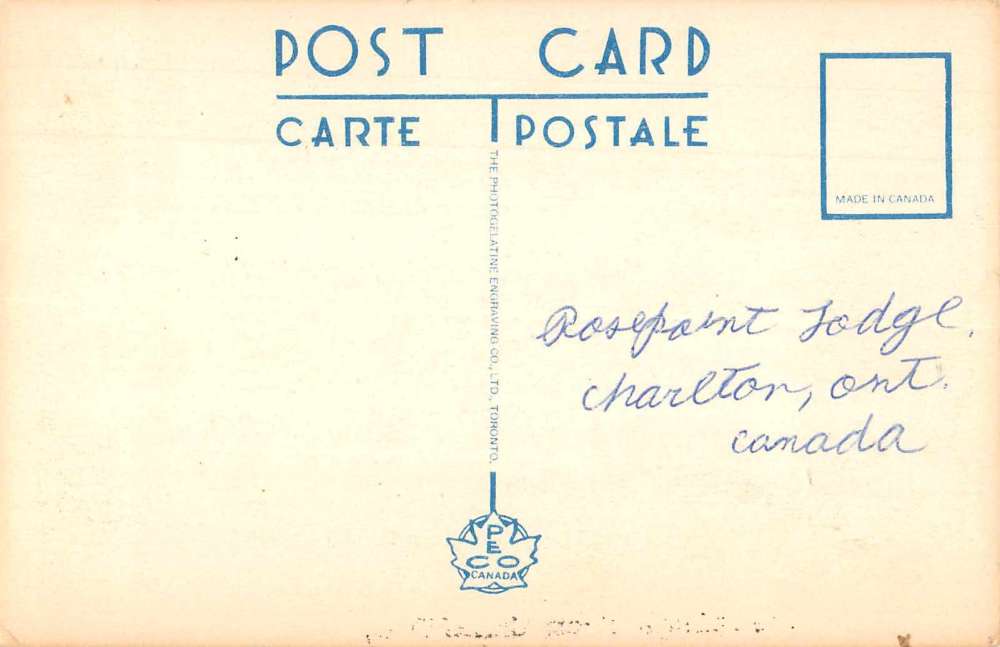 POST CARD
CARTE POSTALE
MADE IN CANADA
THE PHOTOGELATINE ENGRAVING CO., LTD., TORONTO.
Rosepoint Lodge,
Charlton, Ont.
Canada
P
E
CO
CANADA